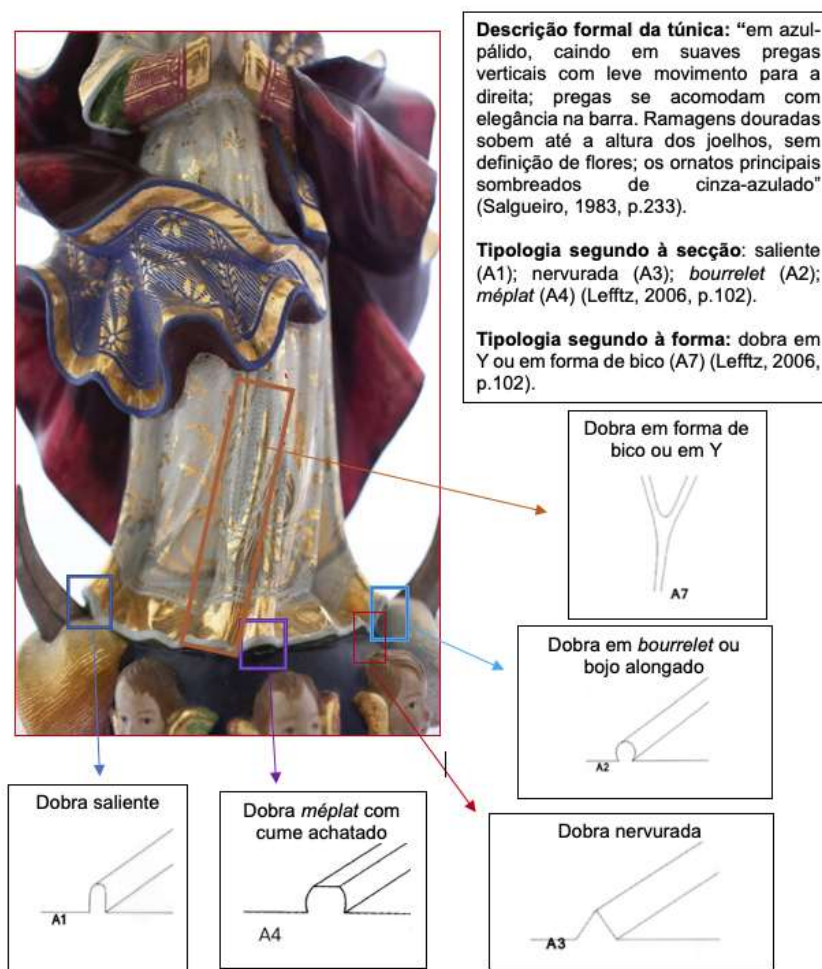 Descrição formal da túnica: “em azul-
pálido, caindo em suaves pregas
verticais com leve movimento para a
direita; pregas se acomodam com
elegância na barra. Ramagens douradas
sobem até a altura dos joelhos, sem
definição de flores; os ornatos principais
sombreados de cinza-azulado”
(Salgueiro, 1983, p.233).
Tipologia segundo à secção: saliente
(A1); nervurada (A3); bourrelet (A2);
méplat (A4) (Lefftz, 2006, p.102).
Tipologia segundo à forma: dobra em
Y ou em forma de bico (A7) (Lefftz, 2006,
p.102).
Dobra em forma de
bico ou em Y
A7
Dobra em bourrelet ou
bojo alongado
A2
Dobra saliente
A1
Dobra méplat com
cume achatado
A4
Dobra nervurada
A3